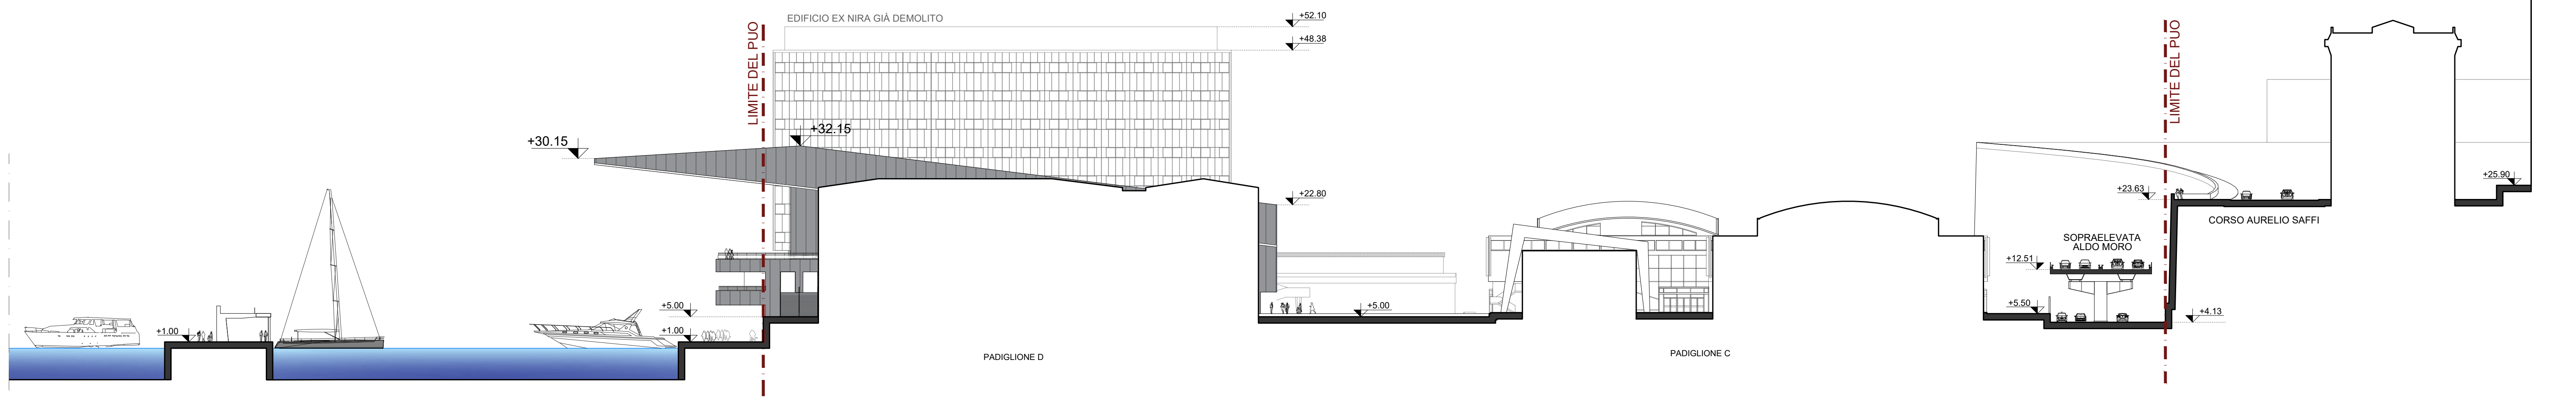 EDIFICIO EX NIRA GIÀ DEMOLITO
+52.10
+48.38
LIMITE DEL PUO
LIMITE DEL PUO
+30.15
+32.15
+22.80
+23.63
+25.90
CORSO AURELIO SAFFI
SOPRAELEVATA
ALDO MORO
+12.51
+5.00
+5.00
+5.50
+4.13
+1.00
+1.00
PADIGLIONE D
PADIGLIONE C